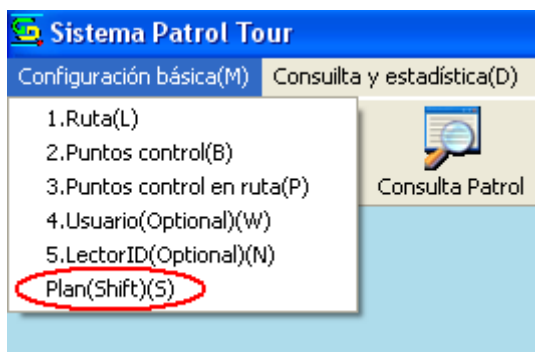 Sistema Patrol Tour
Configuración básica(M) Consuilta y estadística(D)
1.Ruta(L)
2.Puntos control(B)
3.Puntos control en ruta(P)
Consulta Patrol
4.Usuario(Optional)(W)
5.LectorID(Optional)(N)
Plan(Shift)(S)